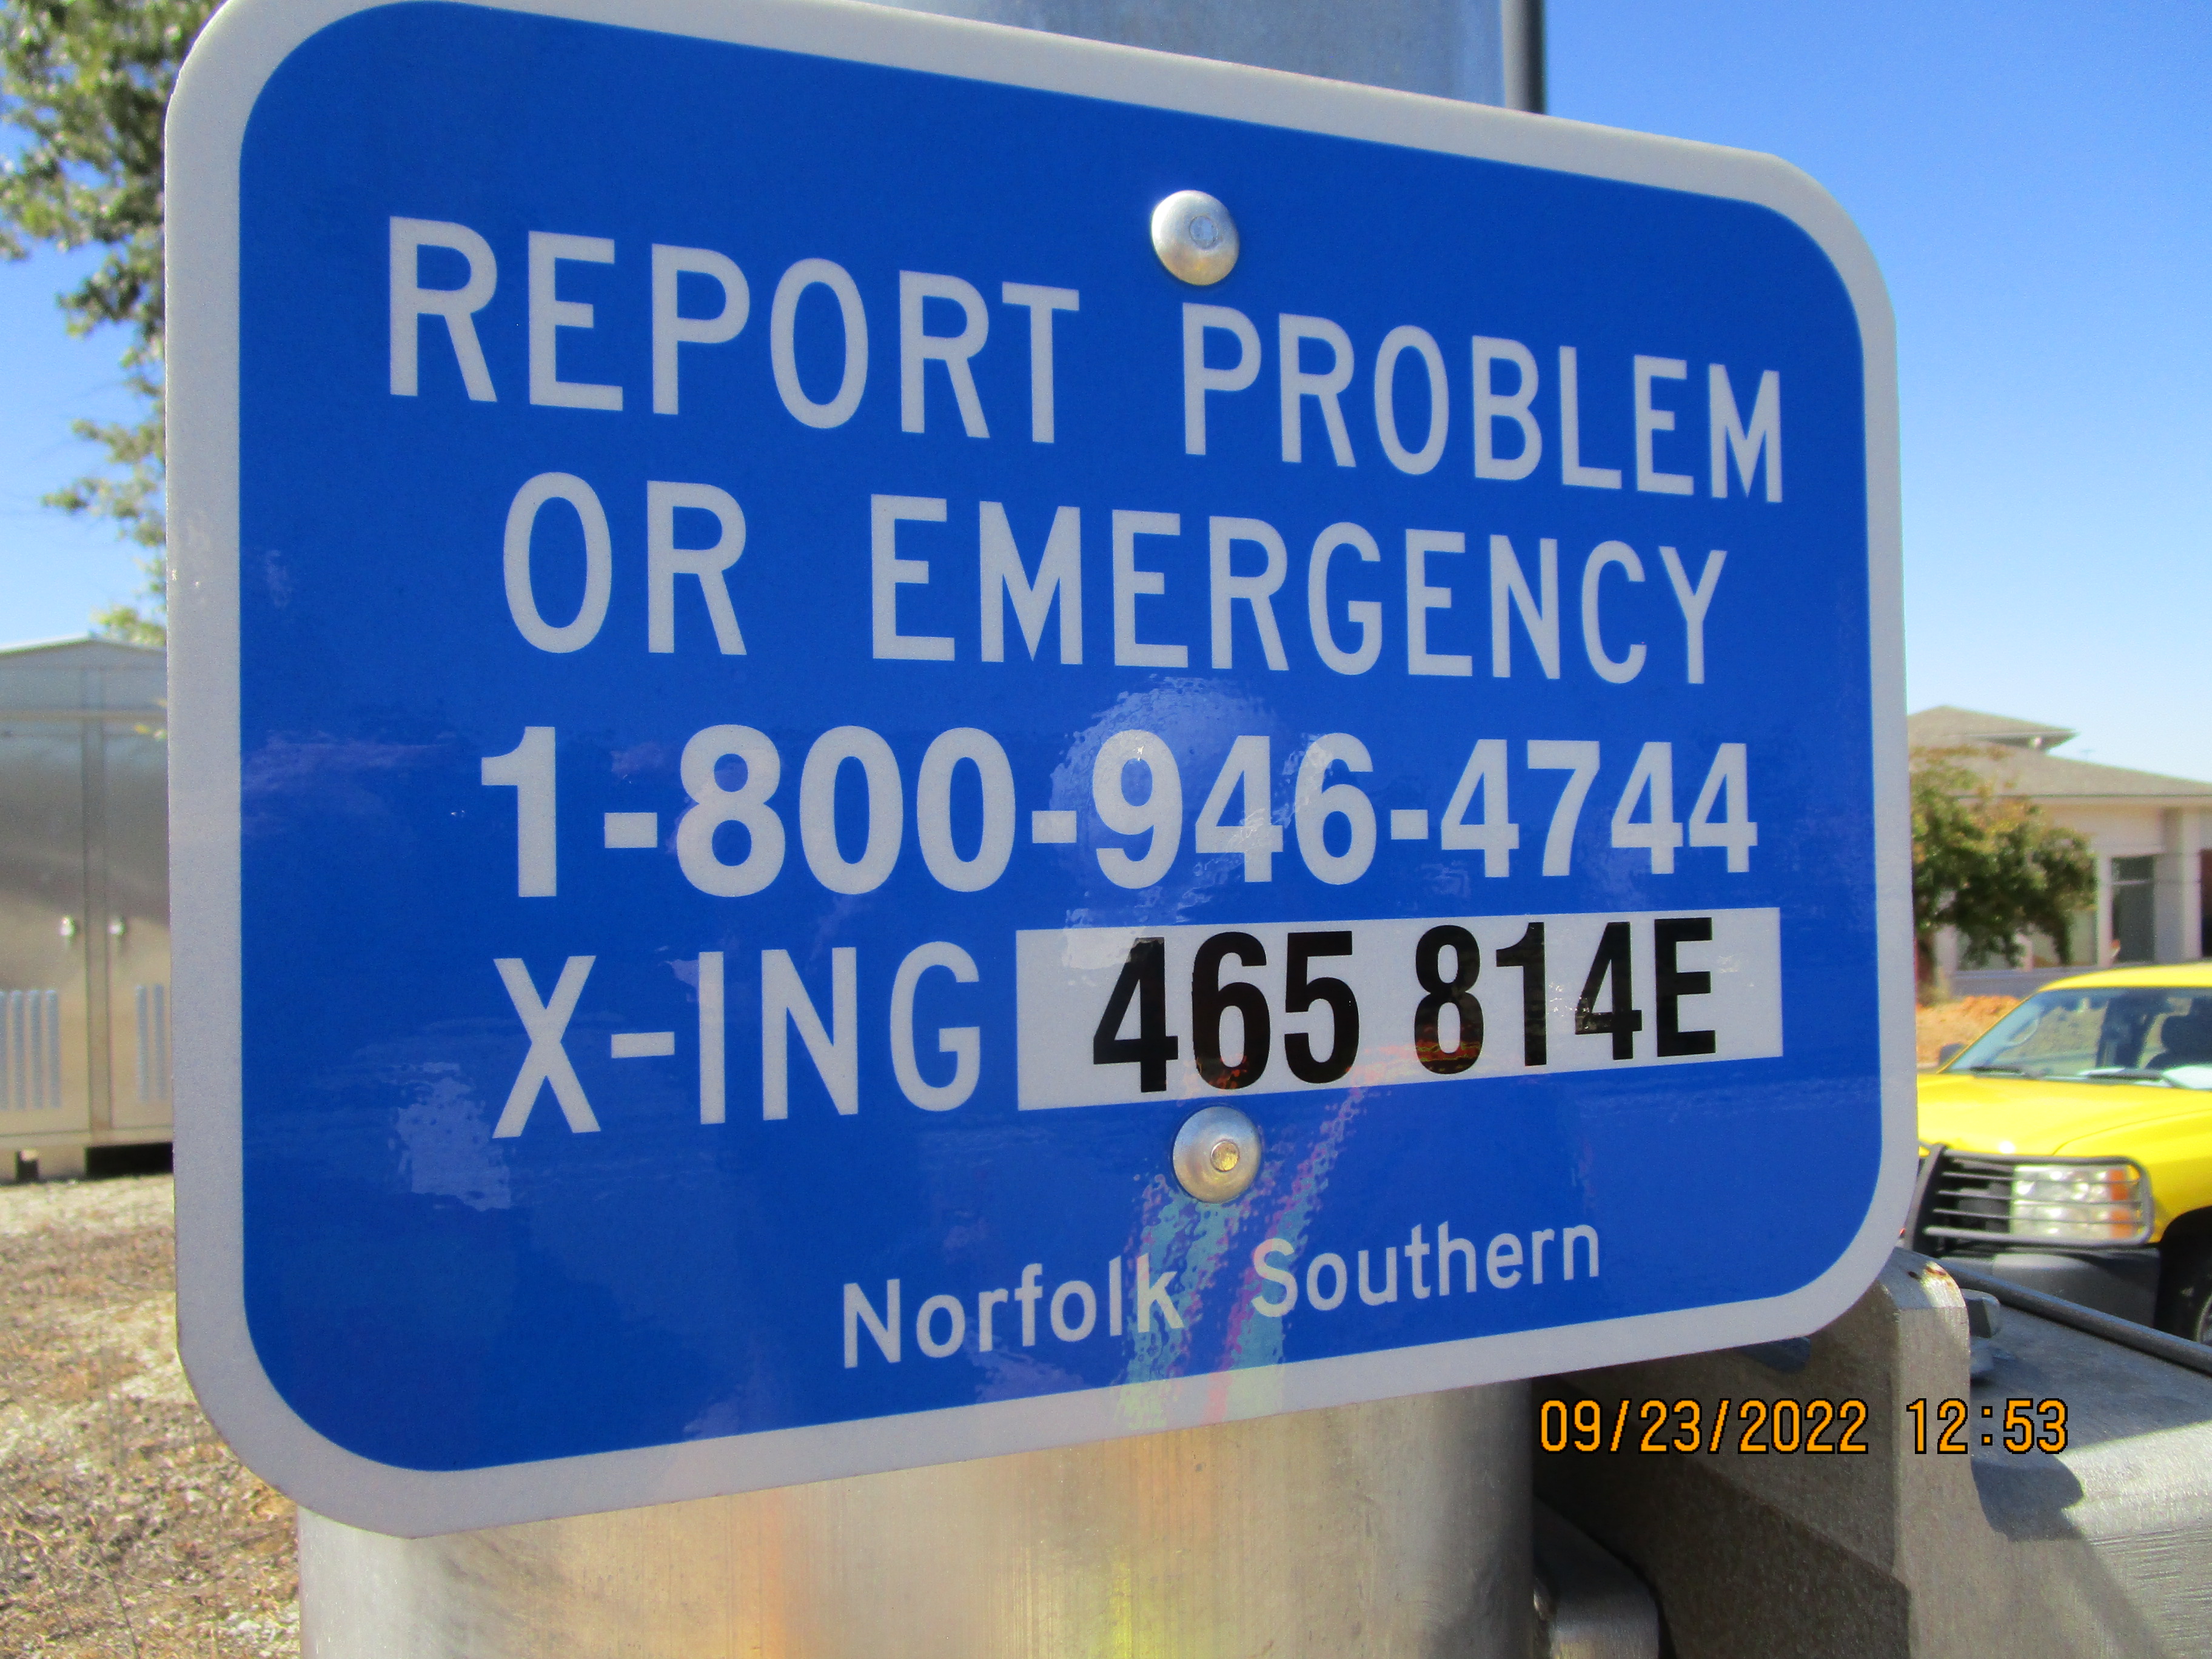 REPORT PROBLEM
OR EMERGENCY
1-800-946-4744
X-ING 465 814E
Norfolk Southern
09/23/2022 12:53